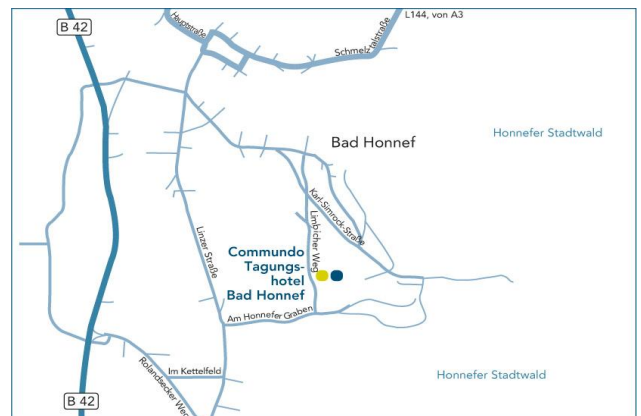 B 42
Hauptstraße
L144, von A3
Schmelztalstraße
Bad Honnef
Honnefer Stadtwald
Karl-Simrock-Straße
Limbicher Weg
Linzer Straße
Commundo
Tagungs-
hotel
Bad Honnef
Am Honnefer Graben
Im Kettelfeld
Rolandsecker Weg
Honnefer Stadtwald
B 42